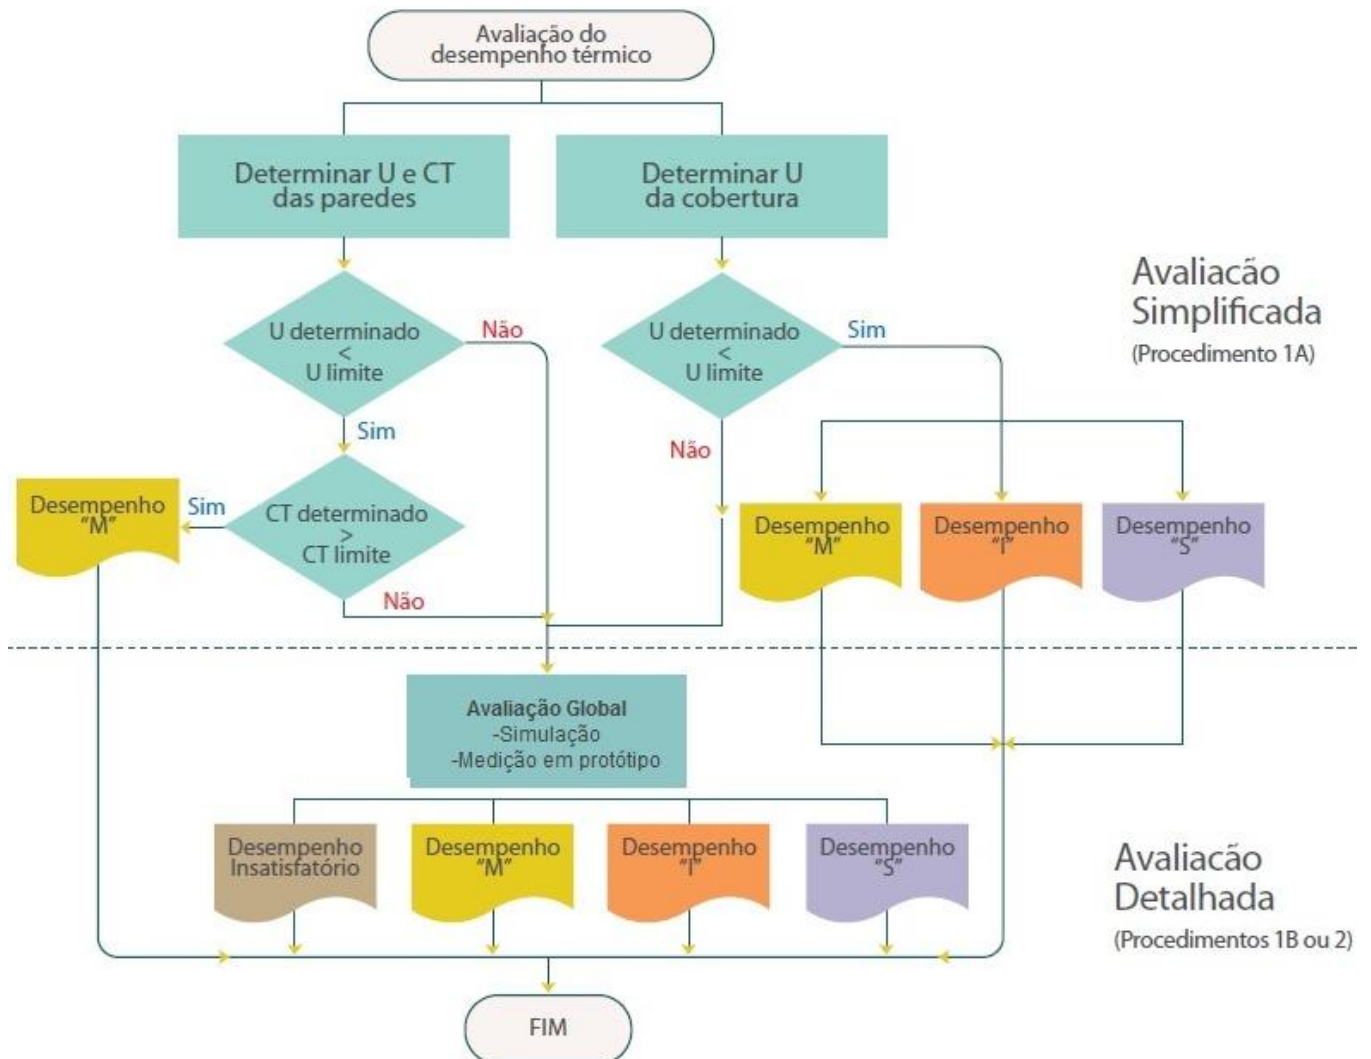 Avaliação do
desempenho térmico
Determinar U e CT
das paredes
Determinar U
da cobertura
Avaliacão
Simplificada
(Procedimento 1A)
U determinado
<
U limite
Não
U determinado
<
U limite
Sim
Sim
Não
Desempenho
"M"
Sim
CT determinado
>
CT limite
Não
Desempenho
"M"
Desempenho
"I"
Desempenho
"S"
Avaliação Global
-Simulação
-Medição em protótipo
Desempenho
Insatisfatório
Desempenho
"M"
Desempenho
"I"
Desempenho
"S"
Avaliacão
Detalhada
(Procedimentos 1B ou 2)
FIM